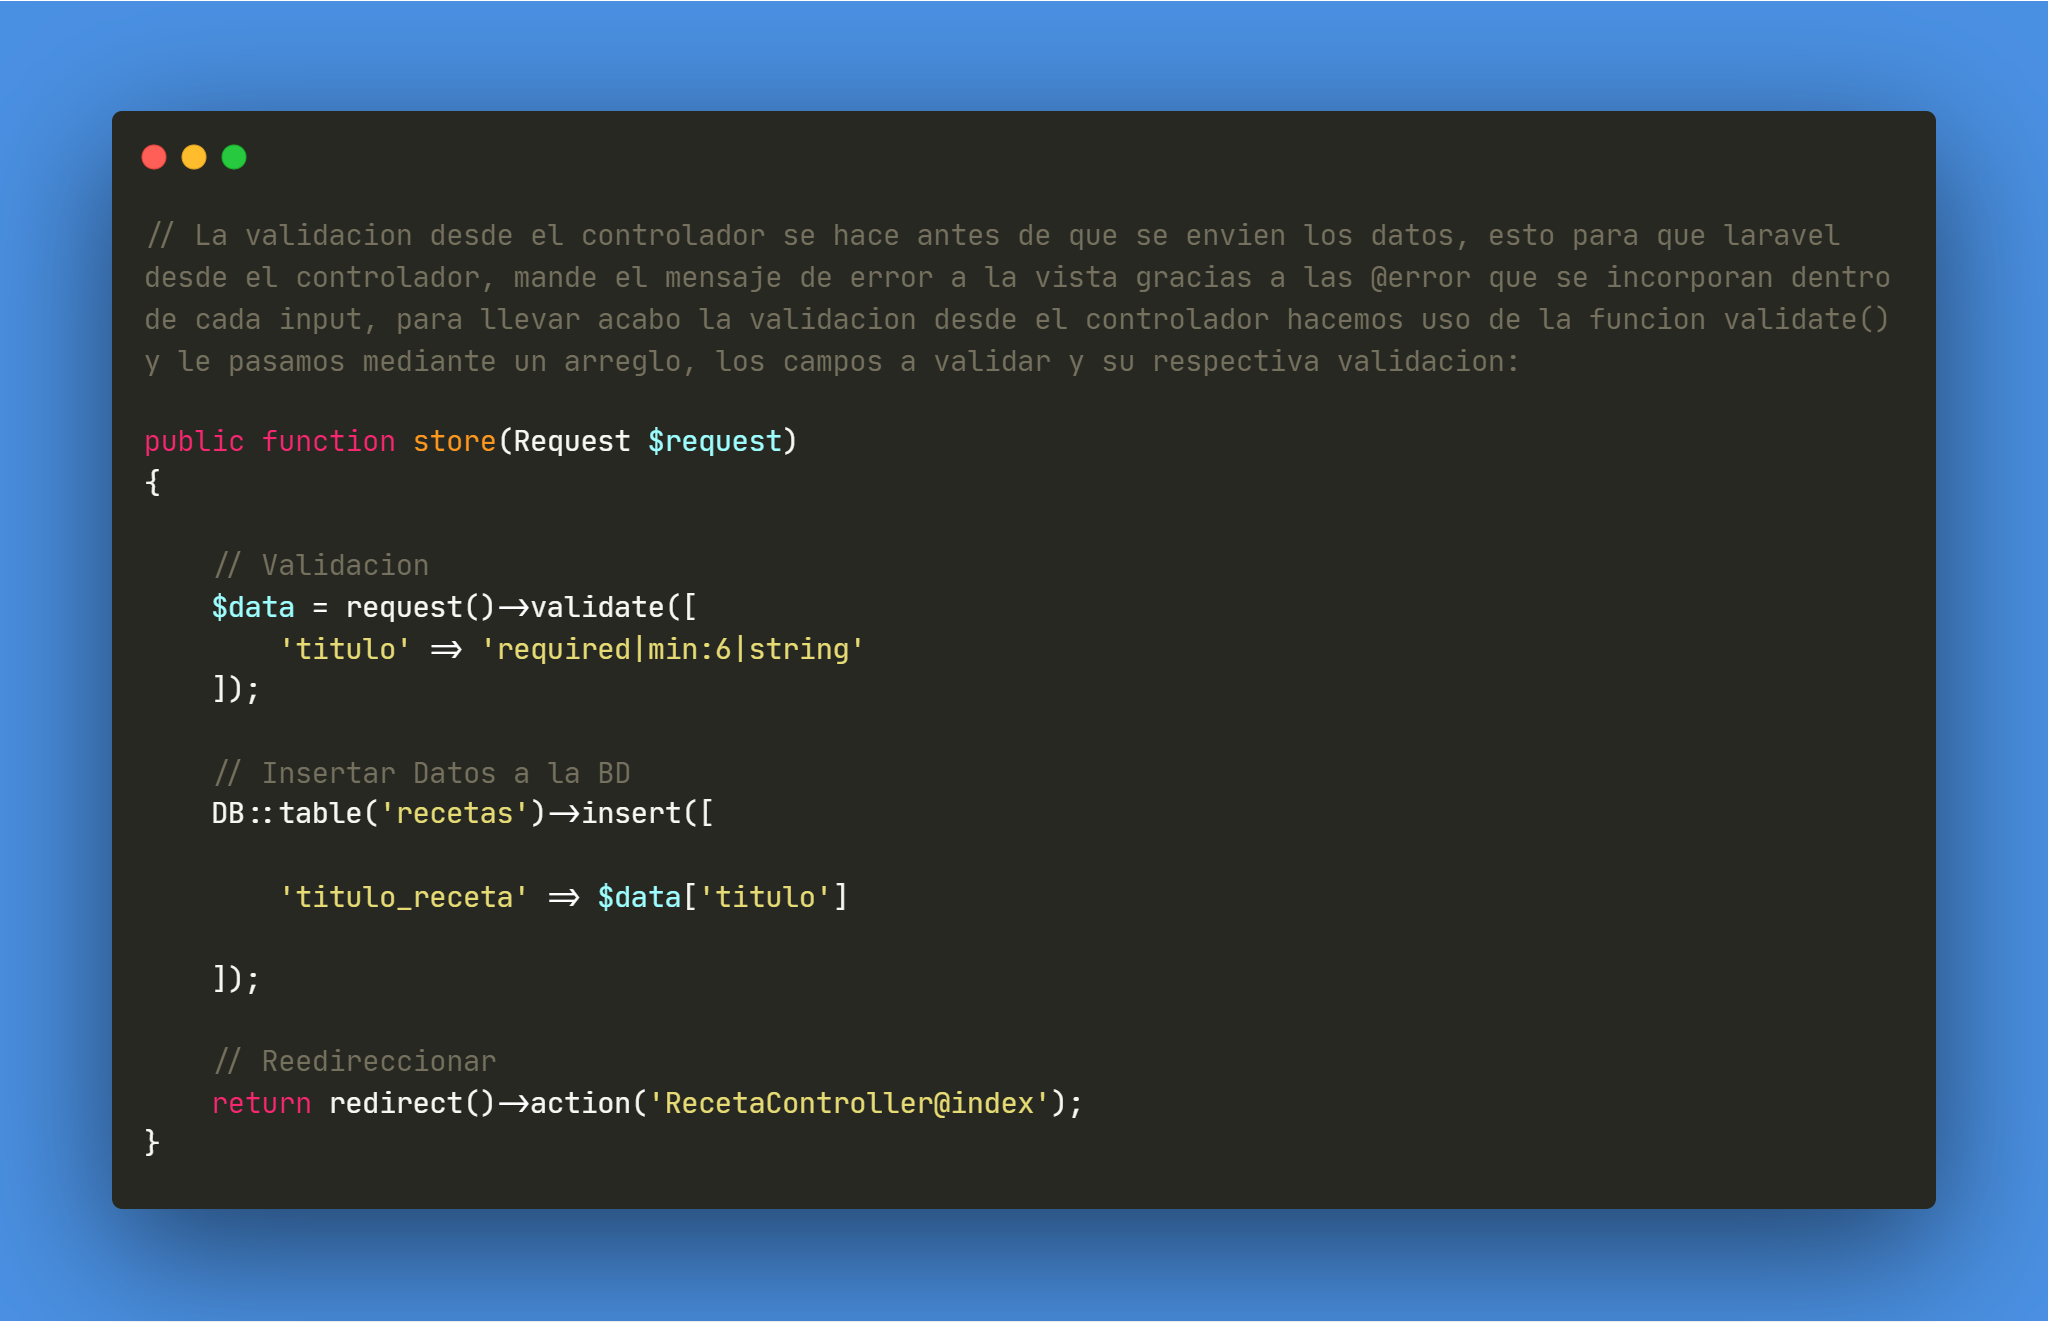 // La validacion desde el controlador se hace antes de que se envien los datos, esto para que laravel
desde el controlador, mande el mensaje de error a la vista gracias a las @error que se incorporan dentro
de cada input, para llevar acabo la validacion desde el controlador hacemos uso de la funcion validate()
y le pasamos mediante un arreglo, los campos a validar y su respectiva validacion:
public function store(Request $request)
{
// Validacion
$data = request()->validate([
'titulo' => 'required|min:6|string'
]);
// Insertar Datos a la BD
DB::table('recetas')->insert([
'titulo_receta' => $data['titulo']
]);
// Reedireccionar
return redirect()->action('RecetaController@index');
}